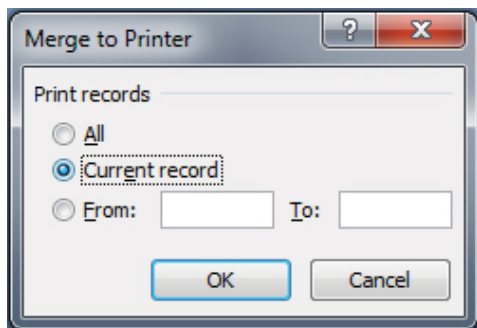 Merge to Printer
Print records
All
Current record
From: To:
OK Cancel